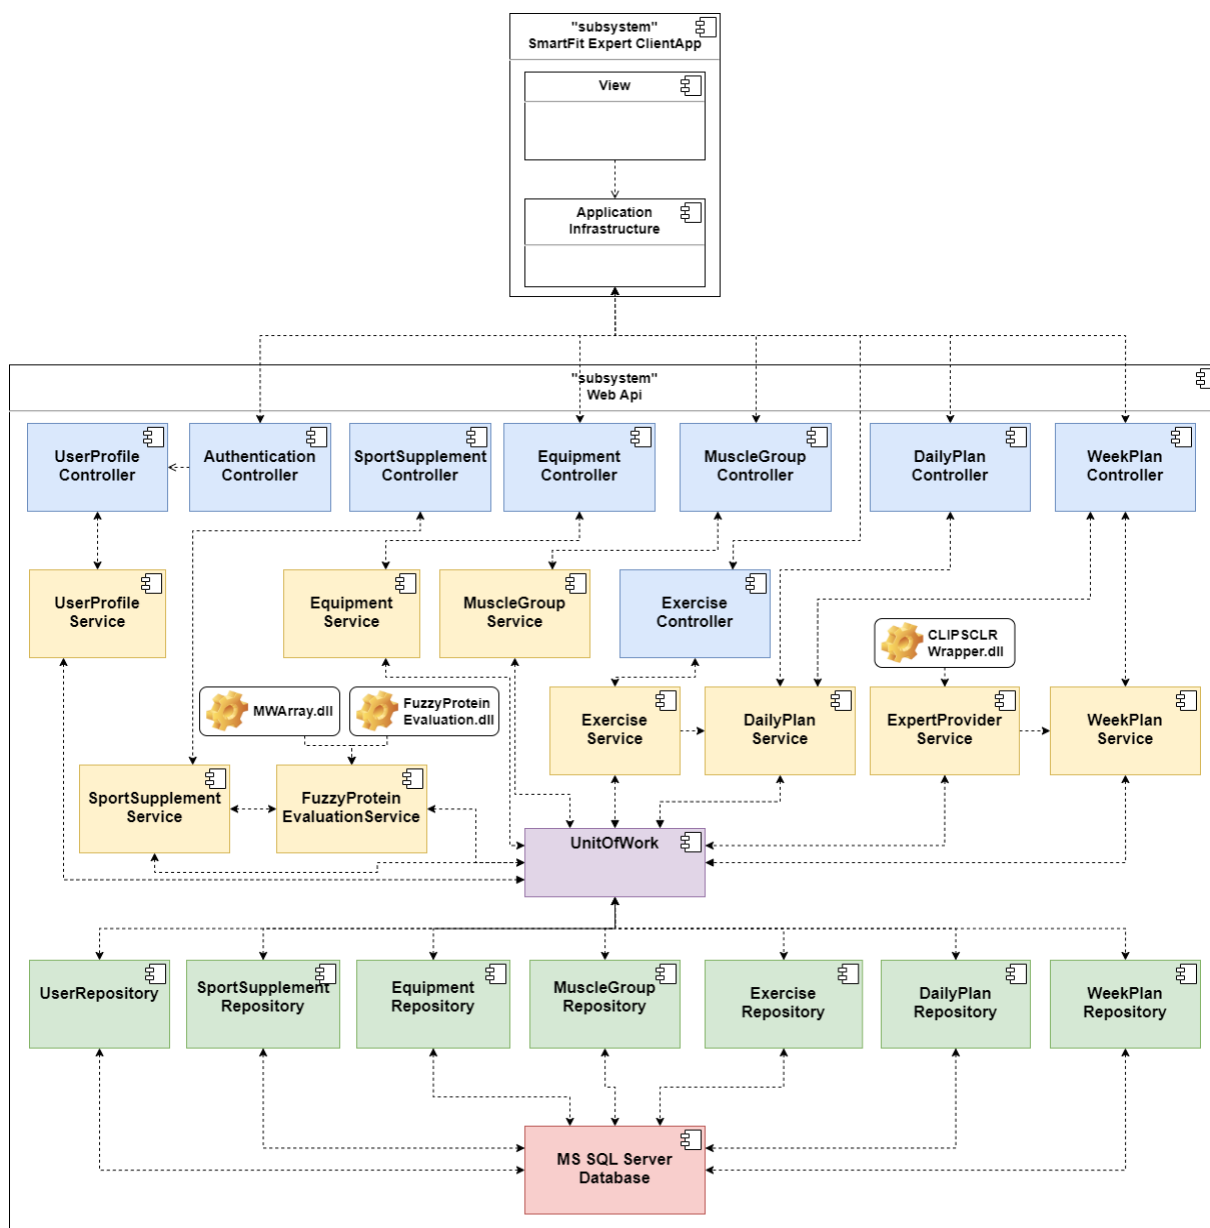 "subsystem"
SmartFit Expert ClientApp
View
Application
Infrastructure
"subsystem"
Web Api
UserProfile
Controller
Authentication
Controller
SportSupplement
Controller
Equipment
Controller
MuscleGroup
Controller
DailyPlan
Controller
WeekPlan
Controller
UserProfile
Service
Equipment
Service
MuscleGroup
Service
Exercise
Controller
CLIPSCLR
Wrapper.dll
MWArray.dll
FuzzyProtein
Evaluation.dll
Exercise
Service
DailyPlan
Service
ExpertProvider
Service
WeekPlan
Service
SportSupplement
Service
FuzzyProtein
EvaluationService
UnitOfWork
UserRepository
SportSupplement
Repository
Equipment
Repository
MuscleGroup
Repository
Exercise
Repository
DailyPlan
Repository
WeekPlan
Repository
MS SQL Server
Database